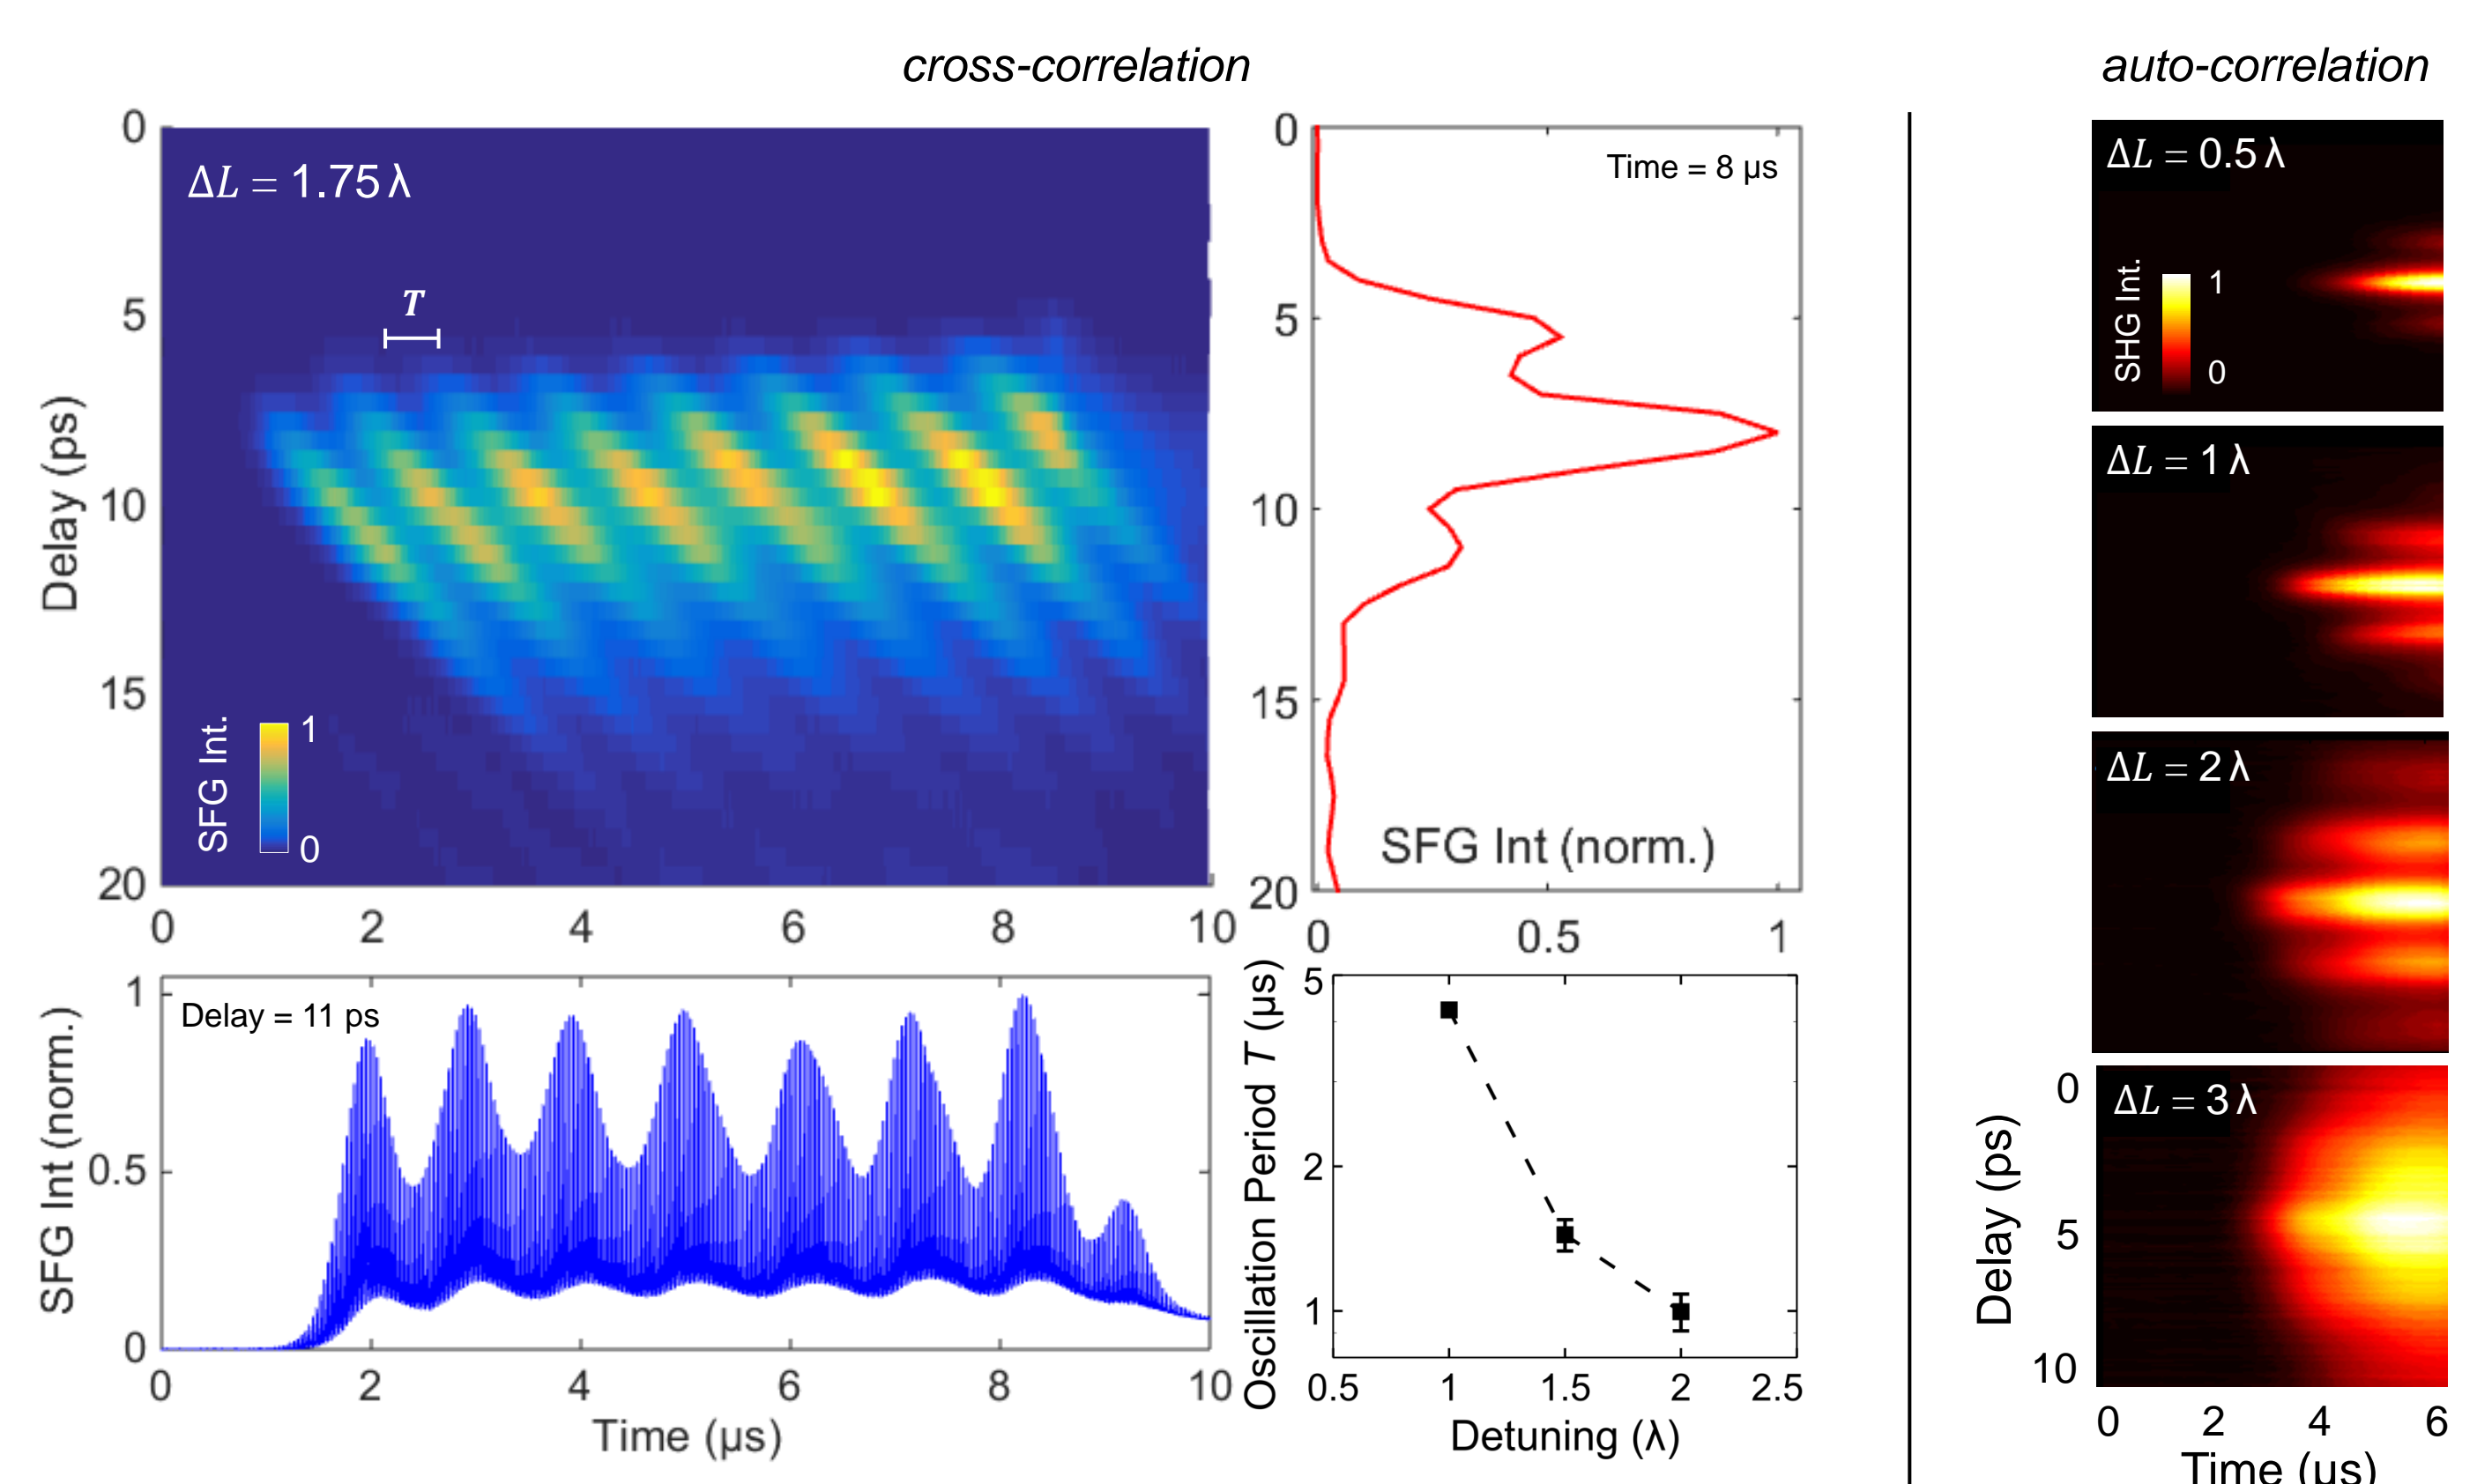 cross-correlation
auto-correlation
ΔL = 1.75 λ
T
0
5
10
15
20
Delay (ps)
SFG Int.
1
0
0
2
4
6
8
10
Time = 8 µs
0
5
10
15
20
SFG Int (norm.)
0
0.5
1
Delay = 11 ps
1
0.5
0
SFG Int (norm.)
0
2
4
6
8
10
Time (µs)
Oscillation Period T (µs)
5
2
1
0.5
1
1.5
2
2.5
Detuning (λ)
ΔL = 0.5 λ
SHG Int.
1
0
ΔL = 1 λ
ΔL = 2 λ
ΔL = 3 λ
0
5
10
Delay (ps)
0
2
4
6
Time (µs)